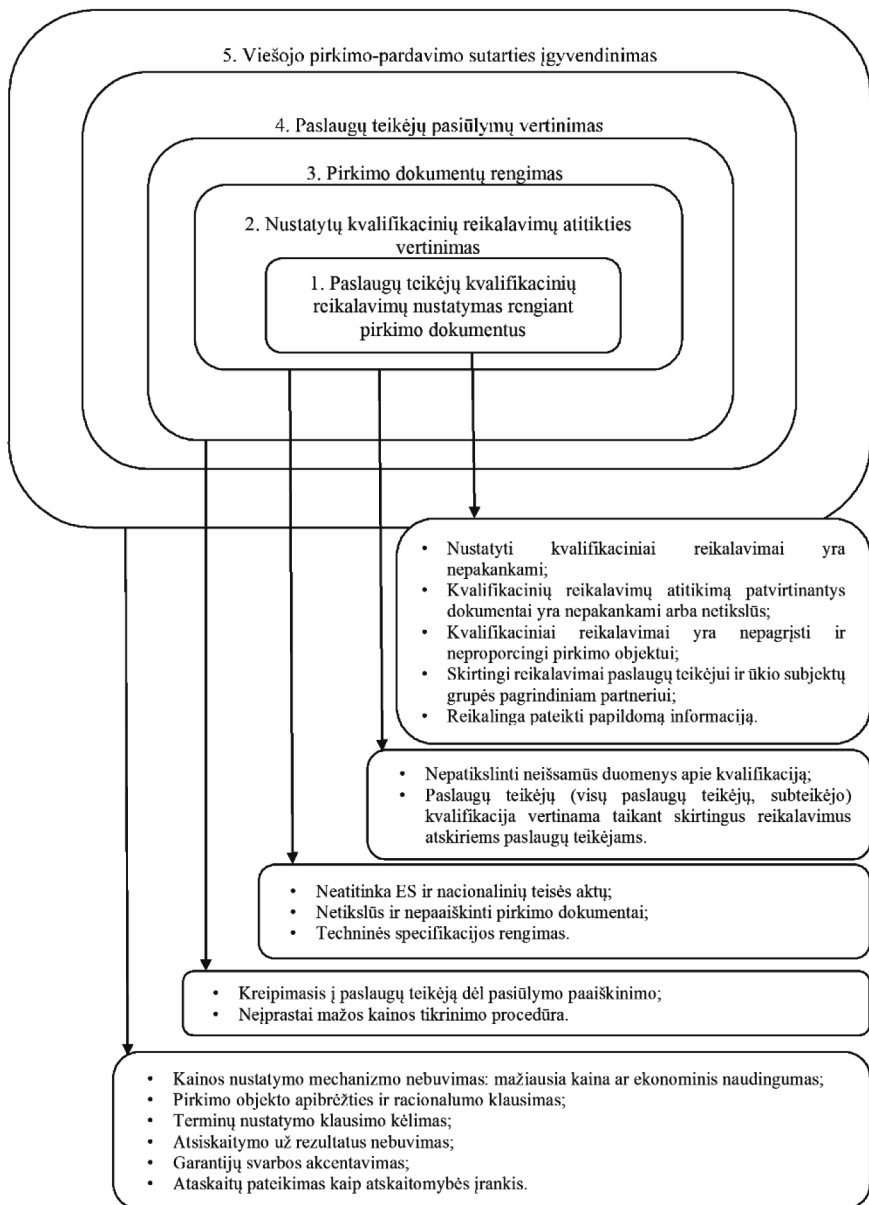 5. Viešojo pirkimo-pardavimo sutarties įgyvendinimas
4. Paslaugų teikėjų pasiūlymų vertinimas
3. Pirkimo dokumentų rengimas
2. Nustatytų kvalifikacinių reikalavimų atitikties
vertinimas
1. Paslaugų teikėjų kvalifikacinių
reikalavimų nustatymas rengiant
pirkimo dokumentus
• Nustatyti kvalifikaciniai reikalavimai yra
nepakankami;
• Kvalifikacinių reikalavimų atitikimą patvirtinantys
dokumentai yra nepakankami arba netikslūs;
• Kvalifikaciniai reikalavimai yra nepagrįsti ir
neproporcingi pirkimo objektui;
• Skirtingi reikalavimai paslaugų teikėjui ir ūkio subjektų
grupės pagrindiniam partneriui;
• Reikalinga pateikti papildomą informaciją.
• Nepatikslinti neišsamūs duomenys apie kvalifikaciją;
• Paslaugų teikėjų (visų paslaugų teikėjų, subteikėjo)
kvalifikacija vertinama taikant skirtingus reikalavimus
atskiriems paslaugų teikėjams.
• Neatitinka ES ir nacionalinių teisės aktų;
• Netikslūs ir nepaaiškinti pirkimo dokumentai;
• Techninės specifikacijos rengimas.
• Kreipimasis į paslaugų teikėją dėl pasiūlymo paaiškinimo;
• Neįprastai mažos kainos tikrinimo procedūra.
• Kainos nustatymo mechanizmo nebuvimas: mažiausia kaina ar ekonominis naudingumas;
• Pirkimo objekto apibrėžties ir racionalumo klausimas;
• Terminų nustatymo klausimo kėlimas;
• Atsiskaitymo už rezultatus nebuvimas;
• Garantijų svarbos akcentavimas;
• Ataskaitų pateikimas kaip atskaitomybės įrankis.